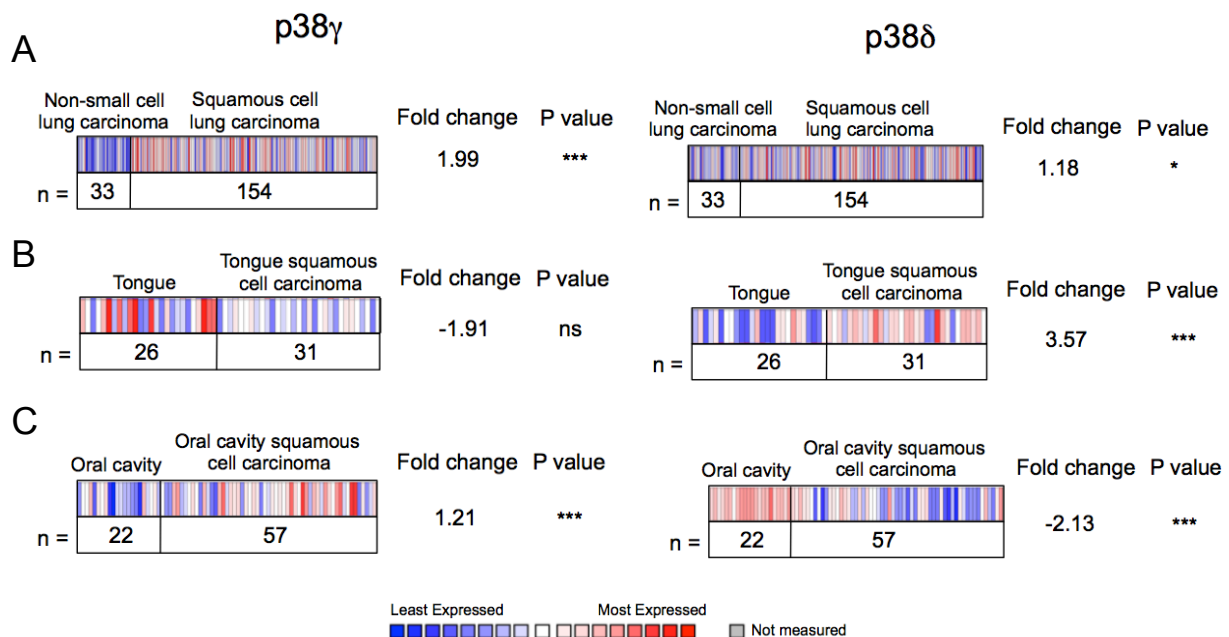 p38γ
p38δ
A
Non-small cell lung carcinoma
Squamous cell lung carcinoma
Fold change
P value
1.99
***
n =
33
154
Non-small cell lung carcinoma
Squamous cell lung carcinoma
Fold change
P value
1.18
*
n =
33
154
B
Tongue
Tongue squamous cell carcinoma
Fold change
P value
-1.91
ns
n =
26
31
Tongue
Tongue squamous cell carcinoma
Fold change
P value
3.57
***
n =
26
31
C
Oral cavity
Oral cavity squamous cell carcinoma
Fold change
P value
1.21
***
n =
22
57
Oral cavity
Oral cavity squamous cell carcinoma
Fold change
P value
-2.13
***
n =
22
57
Least Expressed
Most Expressed
Not measured